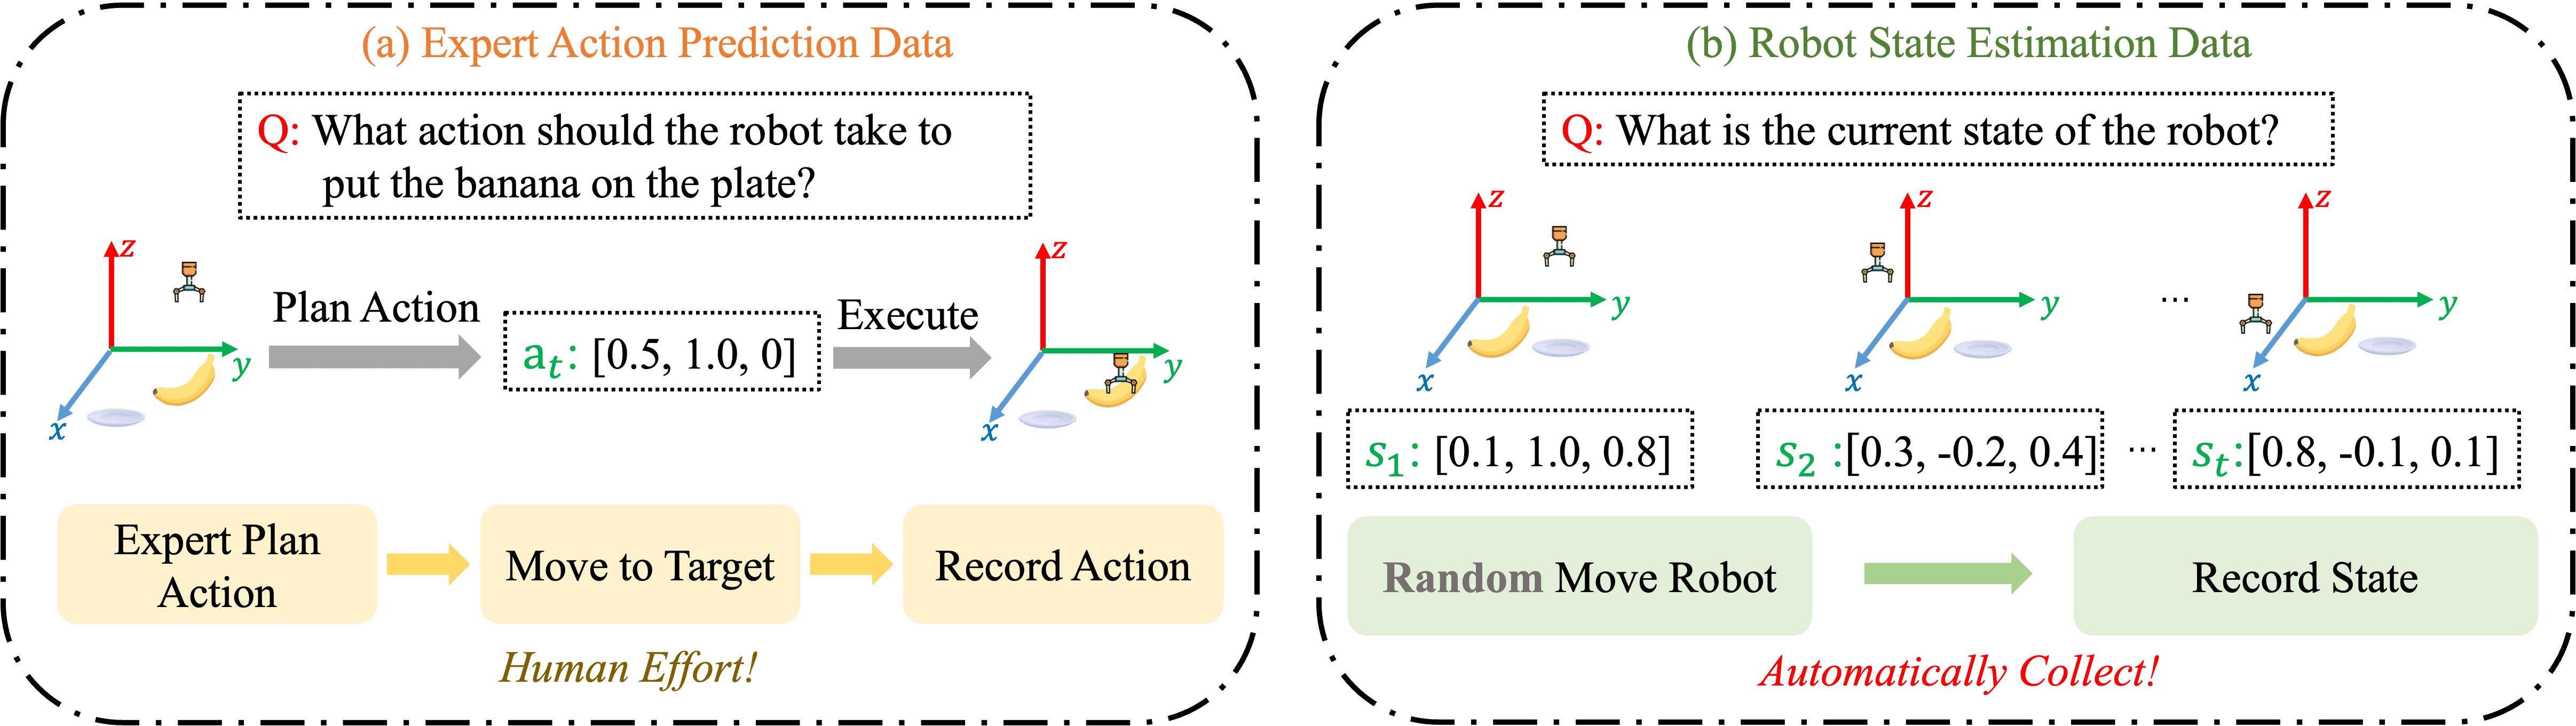 (a) Expert Action Prediction Data
Q: What action should the robot take to
put the banana on the plate?
z
y
x
Plan Action
a_t: [0.5, 1.0, 0]
Execute
z
y
x
Expert Plan
Action
Move to Target
Record Action
Human Effort!
(b) Robot State Estimation Data
Q: What is the current state of the robot?
z
y
x
z
y
x
...
z
y
x
s_1: [0.1, 1.0, 0.8]
s_2 :[0.3, -0.2, 0.4]
...
s_t:[0.8, -0.1, 0.1]
Random Move Robot
Record State
Automatically Collect!